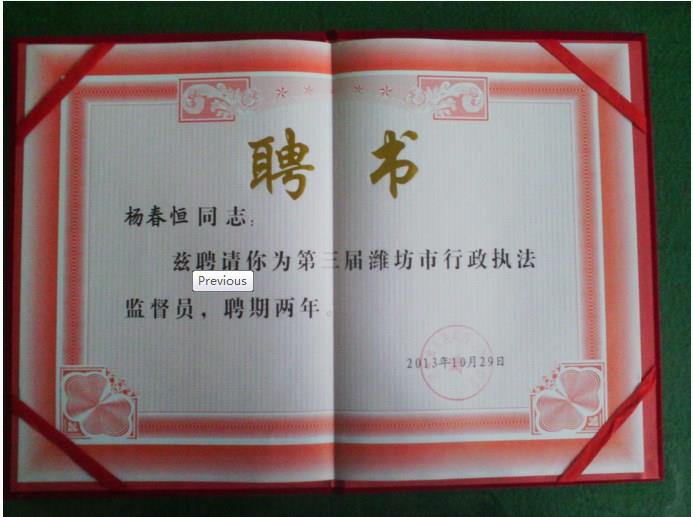 聘书
杨春恒同志：
兹聘请你为第三届潍坊市行政执法
Previous
监督员，聘期两年。
2013年10月29日